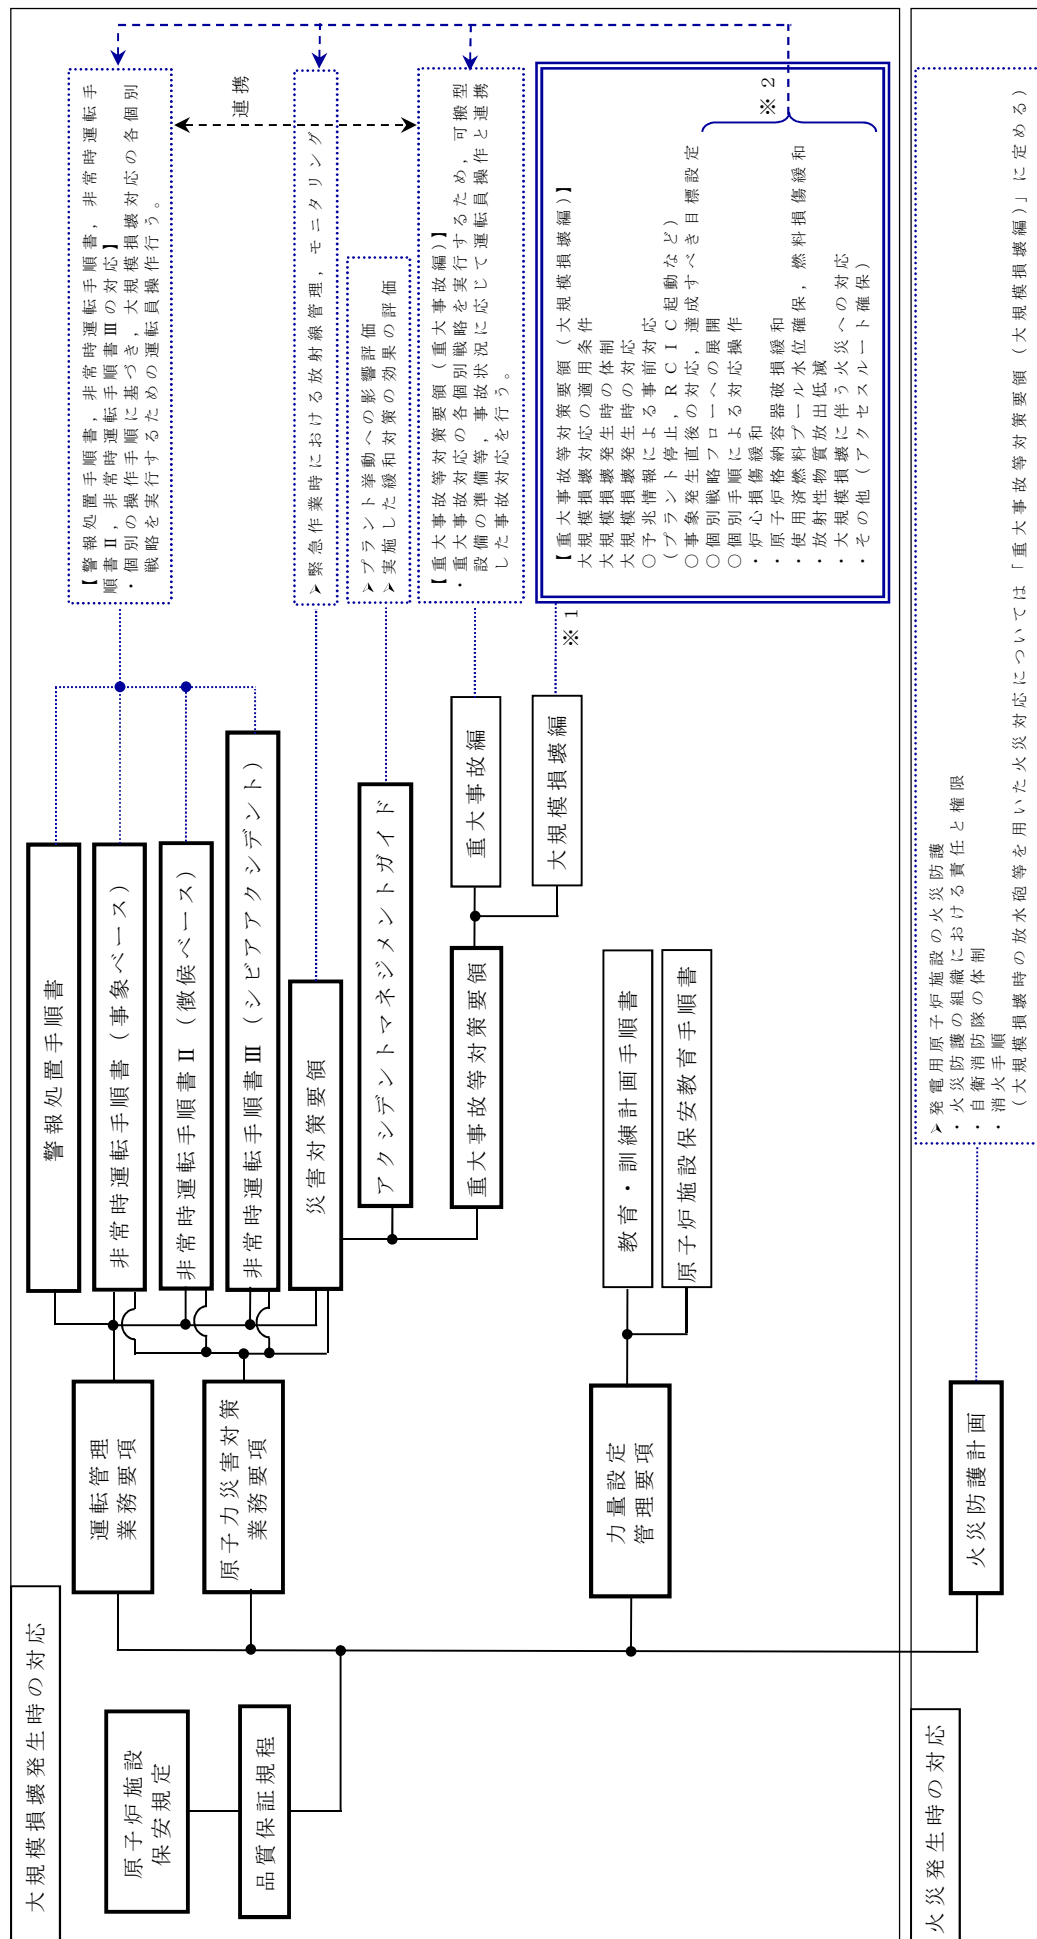 大規模損壊発生時の対応
原子炉施設
保安規定
品質保証規程
運転管理
業務要項
原子力災害対策
業務要項
力量設定
管理要項
警報処置手順書
非常時運転手順書（事象ベース）
非常時運転手順書Ⅱ（徴候ベース）
非常時運転手順書Ⅲ（シビアアクシデント）
災害対策要領
アクシデントマネジメントガイド
重大事故等対策要領
重大事故編
大規模損壊編
教育・訓練計画手順書
原子炉施設保安教育手順書
【警報処置手順書，非常時運転手順書，非常時運転手
順書Ⅱ，非常時運転手順書Ⅲの対応】
・個別の操作手順に基づき，大規模損壊対応の各個別
戦略を実行するための運転員操作行う。
連携
➢緊急作業時における放射線管理，モニタリング
➢プラント挙動への影響評価
➢実施した緩和対策の効果の評価
【重大事故等対策要領（重大事故編）】
・重大事故対応の各個別戦略を実行するため，可搬型
設備の準備等，事故状況に応じて運転員操作と連携
した事故対応を行う。
※1
【重大事故等対策要領（大規模損壊編）】
大規模損壊対応の適用条件
大規模損壊発生時の体制
大規模損壊発生時の対応
○予兆情報による事前対応
（プラント停止，ＲＣＩＣ起動など）
○事象発生直後の対応，達成すべき目標設定
○個別戦略フローへの展開
○個別手順による対応操作
・炉心損傷緩和
・原子炉格納容器破損緩和
・使用済燃料プール水位確保，燃料損傷緩和
・放射性物質放出低減
・大規模損壊に伴う火災への対応
・その他（アクセスルート確保）
※2
火災発生時の対応
火災防護計画
➢発電用原子炉施設の火災防護
・火災防護の組織における責任と権限
・自衛消防隊の体制
・消火手順
（大規模損壊時の放水砲等を用いた火災対応については「重大事故等対策要領（大規模損壊編）」に定める）